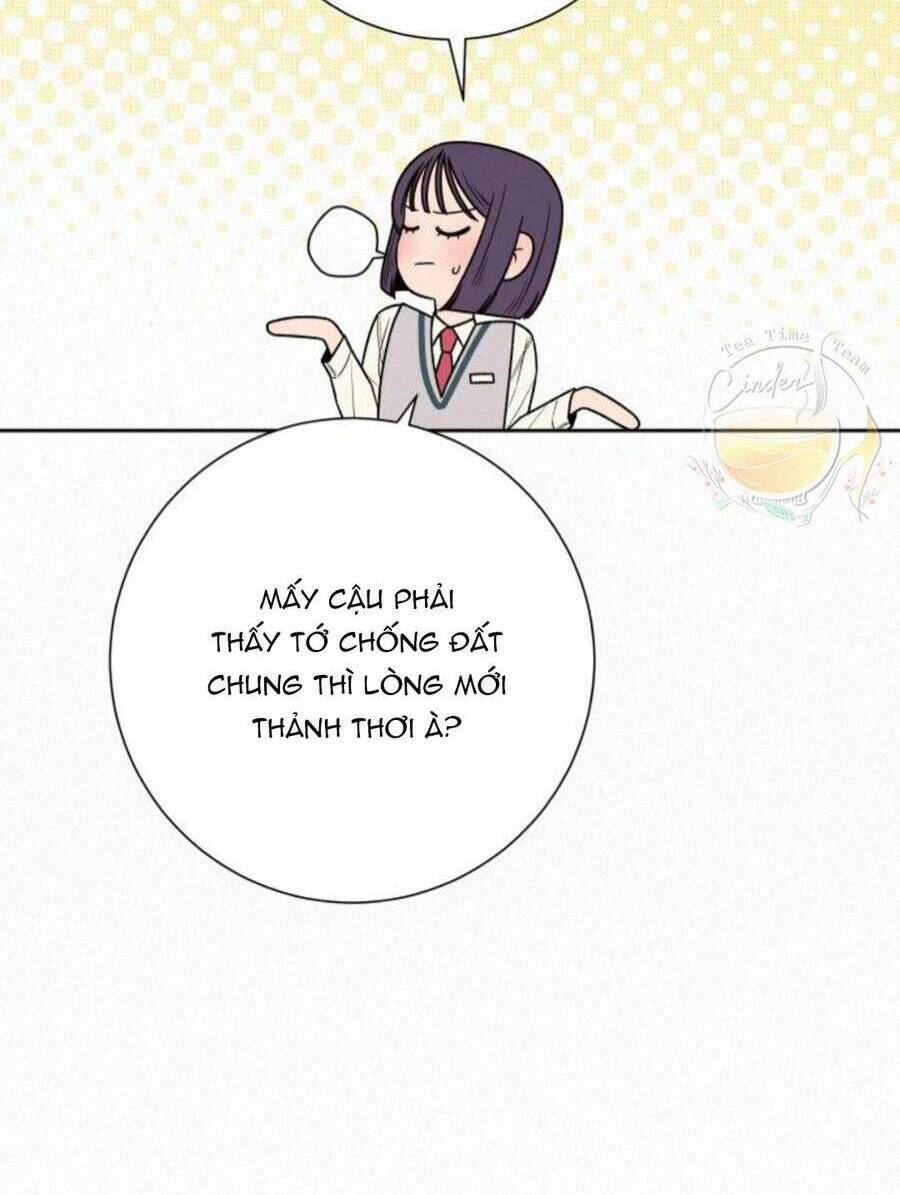 Tea Time Team
Cinder
MẤY CẬU PHẢI
THẤY TỚ CHỐNG ĐẤT
CHUNG THÌ LÒNG MỚI
THẢNH THƠI À?